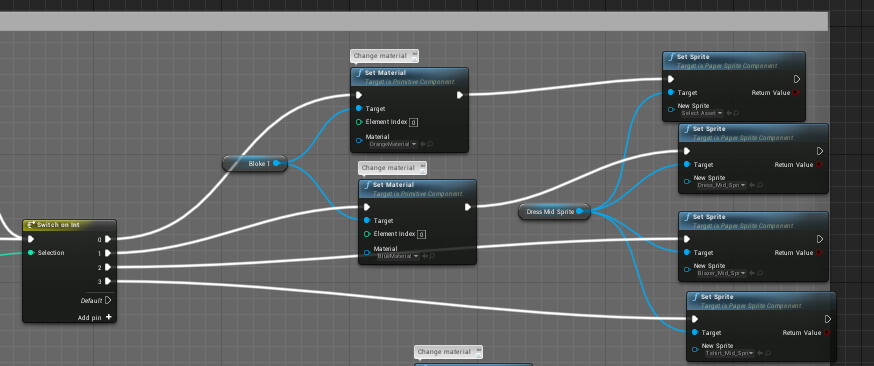 Change material
Set Material
Target is Primitive Component
Target
Element Index 0
Material
OrangeMaterial
Set Sprite
Target is Paper Sprite Component
Target
Return Value
New Sprite
Select Asset
Set Sprite
Target is Paper Sprite Component
Target
Return Value
New Sprite
Dress_Mid_Spri
Bloke 1
Change material
Set Material
Target is Primitive Component
Target
Element Index 0
Material
BlueMaterial
Dress Mid Sprite
Switch on Int
0
Selection
1
2
3
Default
Add pin
Set Sprite
Target is Paper Sprite Component
Target
Return Value
New Sprite
Blazer_Mid_Spr
Set Sprite
Target is Paper Sprite Component
Target
Return Value
New Sprite
Tshirt_Mid_Spri
Change material